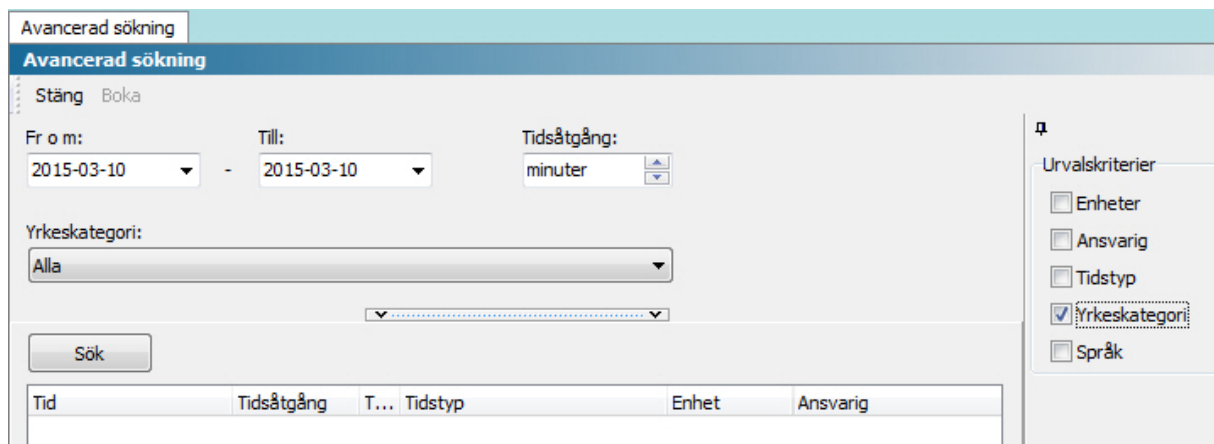 Avancerad sökning
Avancerad sökning
Stäng Boka
Fr o m: Till: Tidsåtgång:
2015-03-10 - 2015-03-10 minuter
Yrkeskategori:
Alla
Sök
Tid Tidsåtgång T... Tidstyp Enhet Ansvarig
Urvalskriterier
Enheter
Ansvarig
Tidstyp
Yrkeskategori
Språk